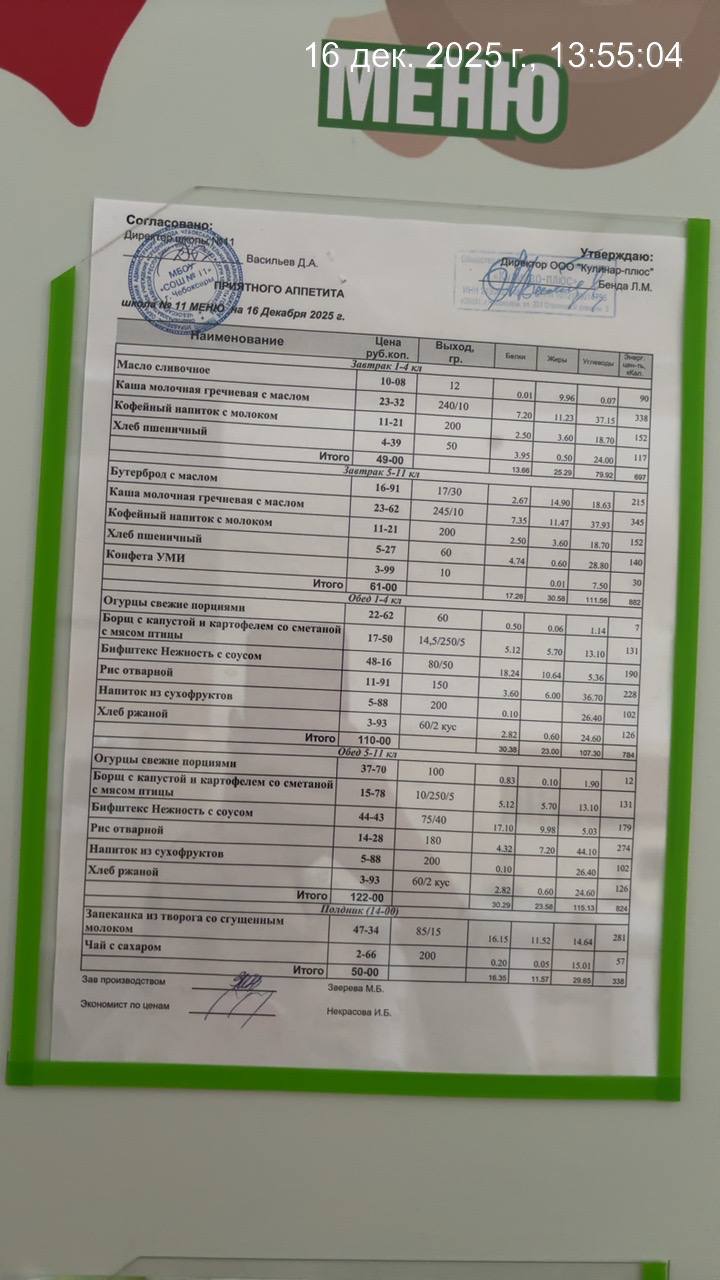 16 дек. 2025 г., 13:55:04
МЕНЮ
Согласовано:
Директор школы №11
Васильев Д.А.
МБОУ
«СОШ № 11»
г. Чебоксары
Утверждаю:
Директор ООО "Кулинар-плюс"
Бенда Л.М.
ПРИЯТНОГО АППЕТИТА
школа № 11 МЕНЮ на 16 Декабря 2025 г.
Наименование Цена руб.коп. Выход, гр. Белки Жиры Углеводы Энерг. цен-ть, кКал.
Завтрак 1-4 кл
Масло сливочное 10-08 12 0.01 9.96 0.07 90
Каша молочная гречневая с маслом 23-32 240/10 7.20 11.23 37.15 338
Кофейный напиток с молоком 11-21 200 2.50 3.60 18.70 152
Хлеб пшеничный 4-39 50 3.95 0.50 24.00 117
Итого 49-00 13.66 25.29 79.92 697
Завтрак 5-11 кл
Бутерброд с маслом 16-91 17/30 2.67 14.90 18.63 215
Каша молочная гречневая с маслом 23-62 245/10 7.35 11.47 37.93 345
Кофейный напиток с молоком 11-21 200 2.50 3.60 18.70 152
Хлеб пшеничный 5-27 60 4.74 0.60 28.80 140
Конфета УМИ 3-99 10 0.01 7.50 30
Итого 61-00 17.26 30.58 111.56 882
Обед 1-4 кл
Огурцы свежие порциями 22-62 60 0.50 0.06 1.14 7
Борщ с капустой и картофелем со сметаной
с мясом птицы 17-50 14,5/250/5 5.12 5.70 13.10 131
Бифштекс Нежность с соусом 48-16 80/50 18.24 10.64 5.36 190
Рис отварной 11-91 150 3.60 6.00 36.70 228
Напиток из сухофруктов 5-88 200 0.10 26.40 102
Хлеб ржаной 3-93 60/2 кус 2.82 0.60 24.60 126
Итого 110-00 30.38 23.00 107.30 784
Обед 5-11 кл
Огурцы свежие порциями 37-70 100 0.83 0.10 1.90 12
Борщ с капустой и картофелем со сметаной
с мясом птицы 15-78 10/250/5 5.12 5.70 13.10 131
Бифштекс Нежность с соусом 44-43 75/40 17.10 9.98 5.03 179
Рис отварной 14-28 180 4.32 7.20 44.10 274
Напиток из сухофруктов 5-88 200 0.10 26.40 102
Хлеб ржаной 3-93 60/2 кус 2.82 0.60 24.60 126
Итого 122-00 30.29 23.58 115.13 824
Полдник (14-00)
Запеканка из творога со сгущенным
молоком 47-34 85/15 16.15 11.52 14.64 281
Чай с сахаром 2-66 200 0.20 0.05 15.01 57
Итого 50-00 16.35 11.57 29.65 338
Зав производством Зверева М.Б.
Экономист по ценам Некрасова И.Б.